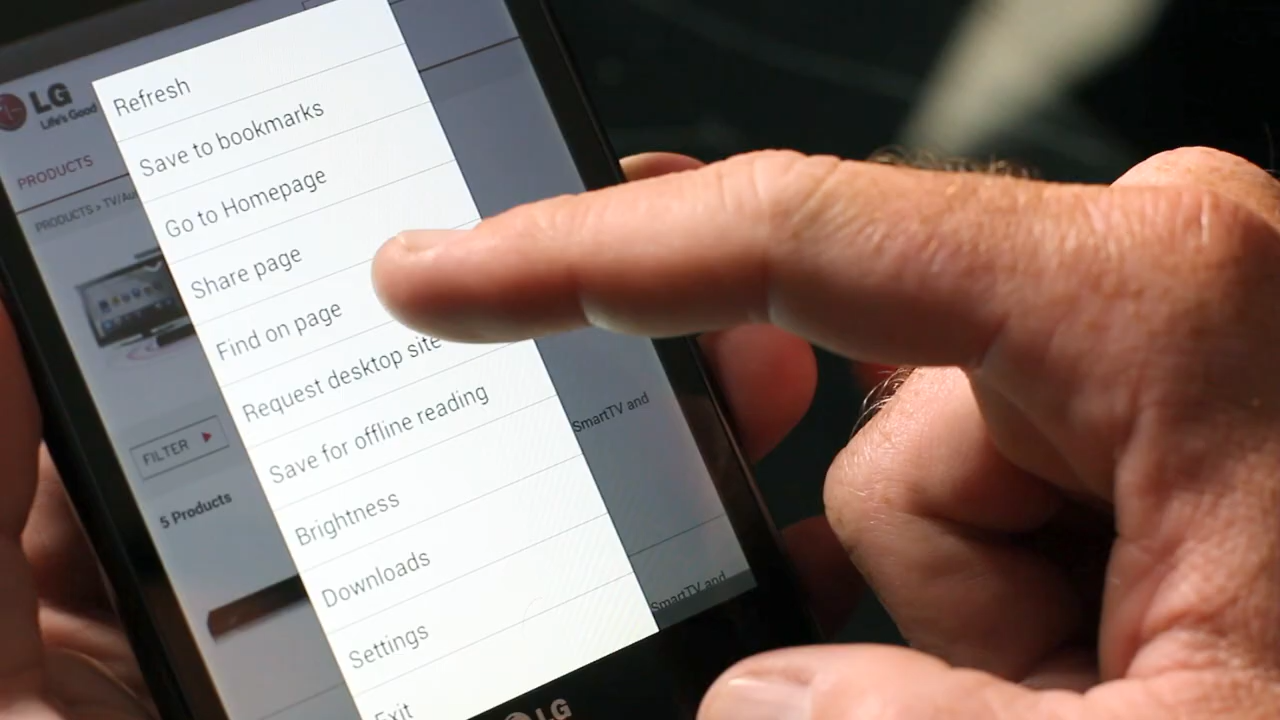 LG
Life's Good
PRODUCTS
PRODUCTS > TV/Au
Refresh
Save to bookmarks
Go to Homepage
Share page
Find on page
Request desktop site
Save for offline reading
Brightness
Downloads
Settings
Exit
FILTER
5 Products
SmartTV and
SmartTV and
LG